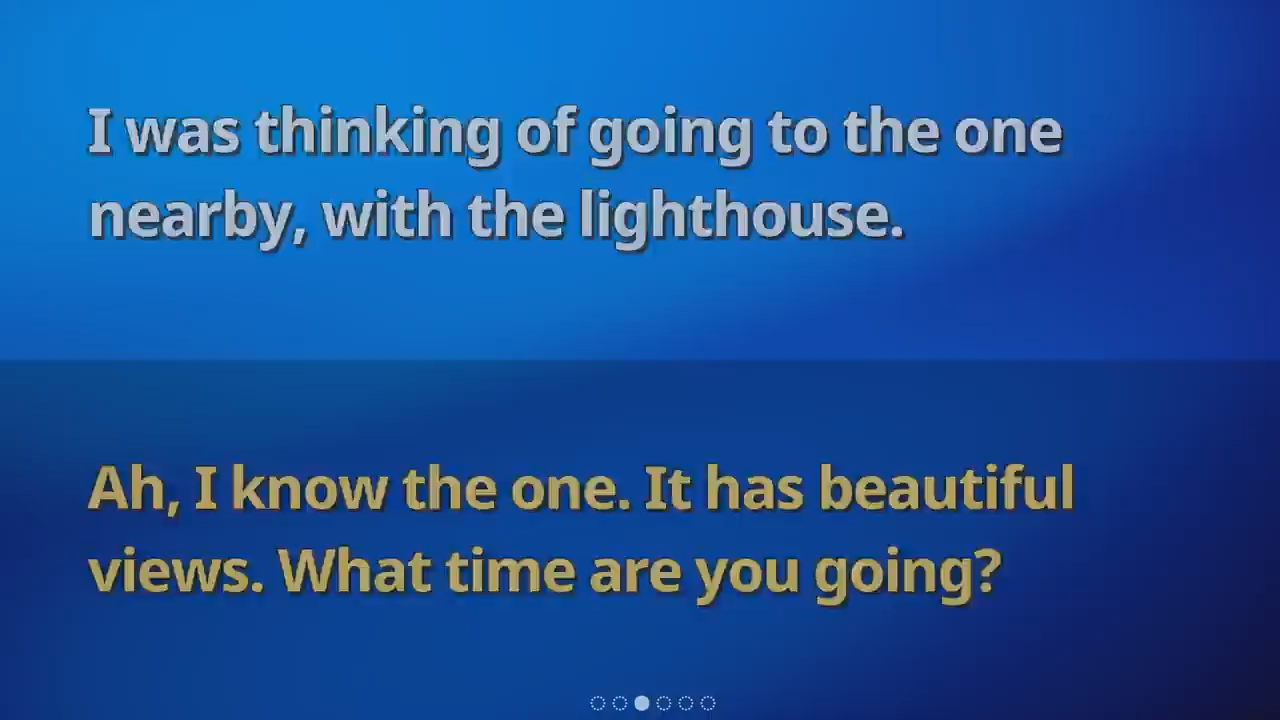 I was thinking of going to the one
nearby, with the lighthouse.
Ah, I know the one. It has beautiful
views. What time are you going?